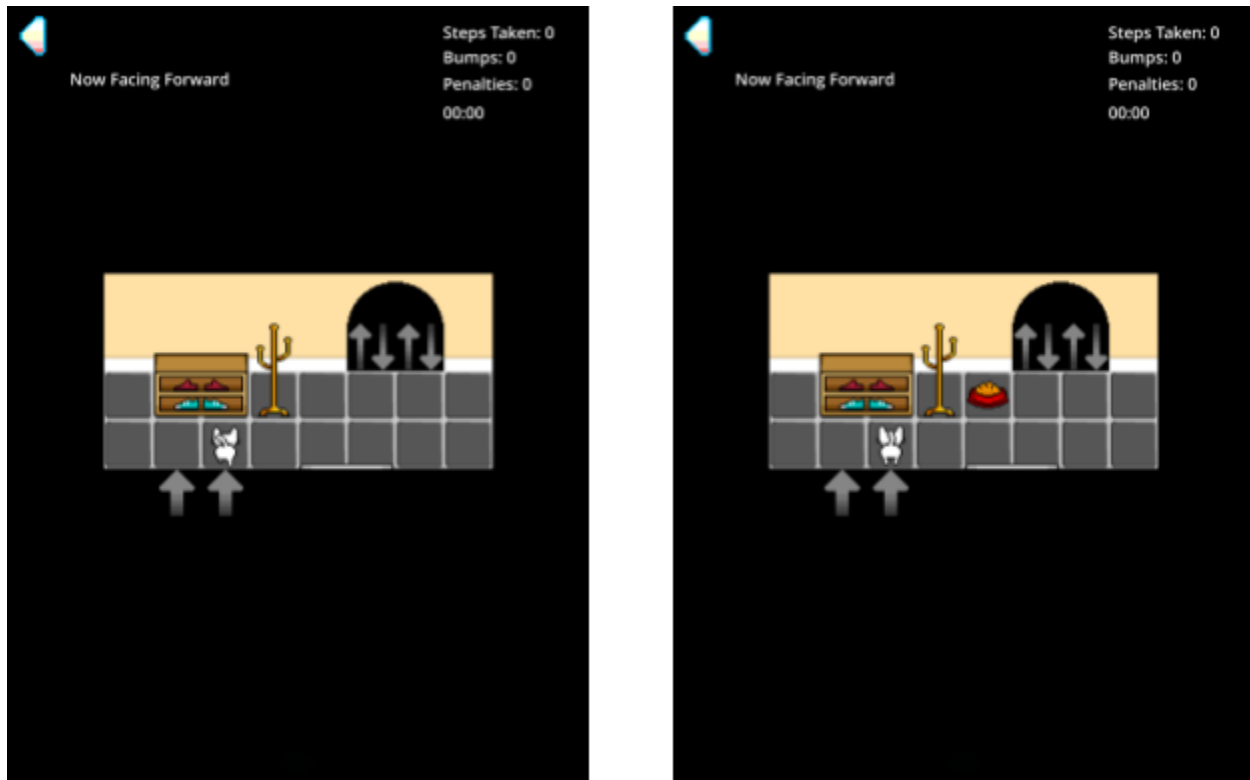 Steps Taken: 0
Bumps: 0
Now Facing Forward
Penalties: 0
00:00
Steps Taken: 0
Bumps: 0
Now Facing Forward
Penalties: 0
00:00